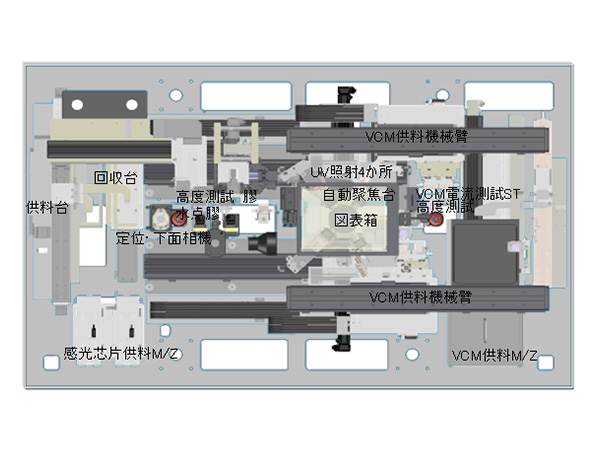 VCM供料機械臂
UV照射4か所
回収台
自動聚焦台
VCM電流測試ST
高度測試 膠
高度測試
供料台
水点膠
図表箱
定位·下面相機
VCM供料機械臂
感光芯片供料M/Z
VCM供料M/Z